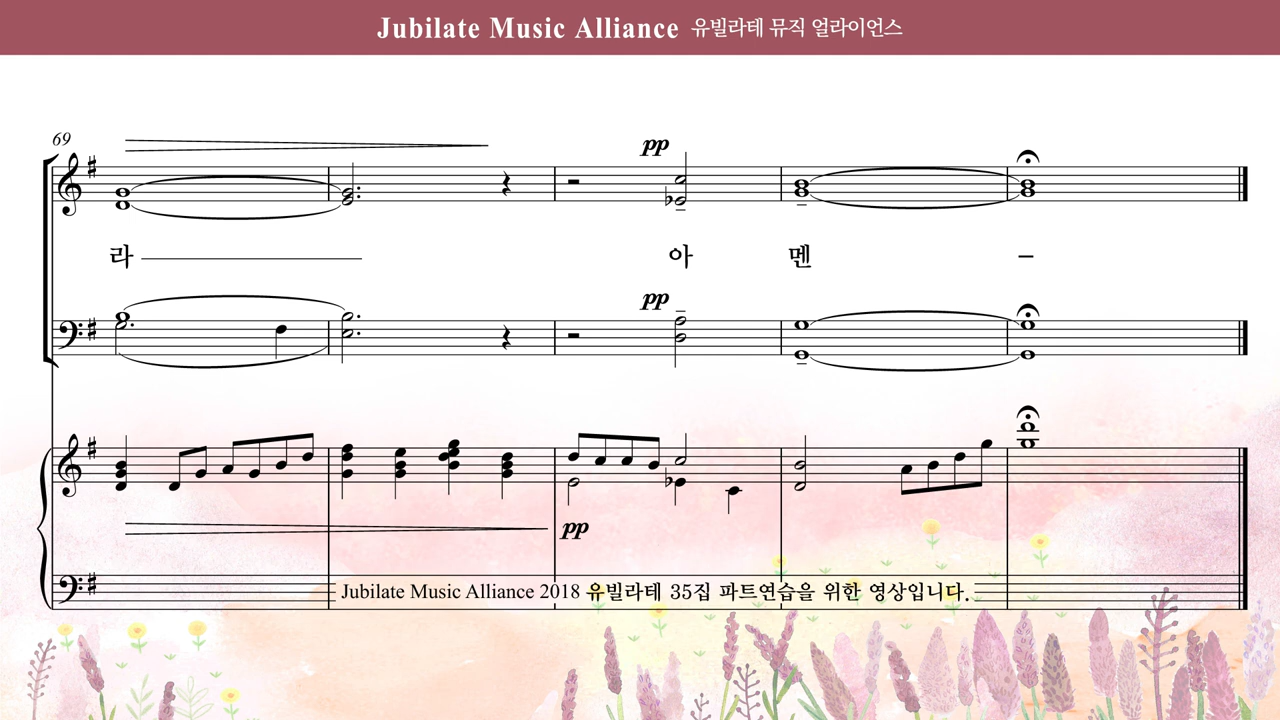 Jubilate Music Alliance 유빌라테 뮤직 얼라이언스
69
pp
라 아 멘 –
pp
pp
Jubilate Music Alliance 2018 유빌라테 35집 파트연습을 위한 영상입니다.